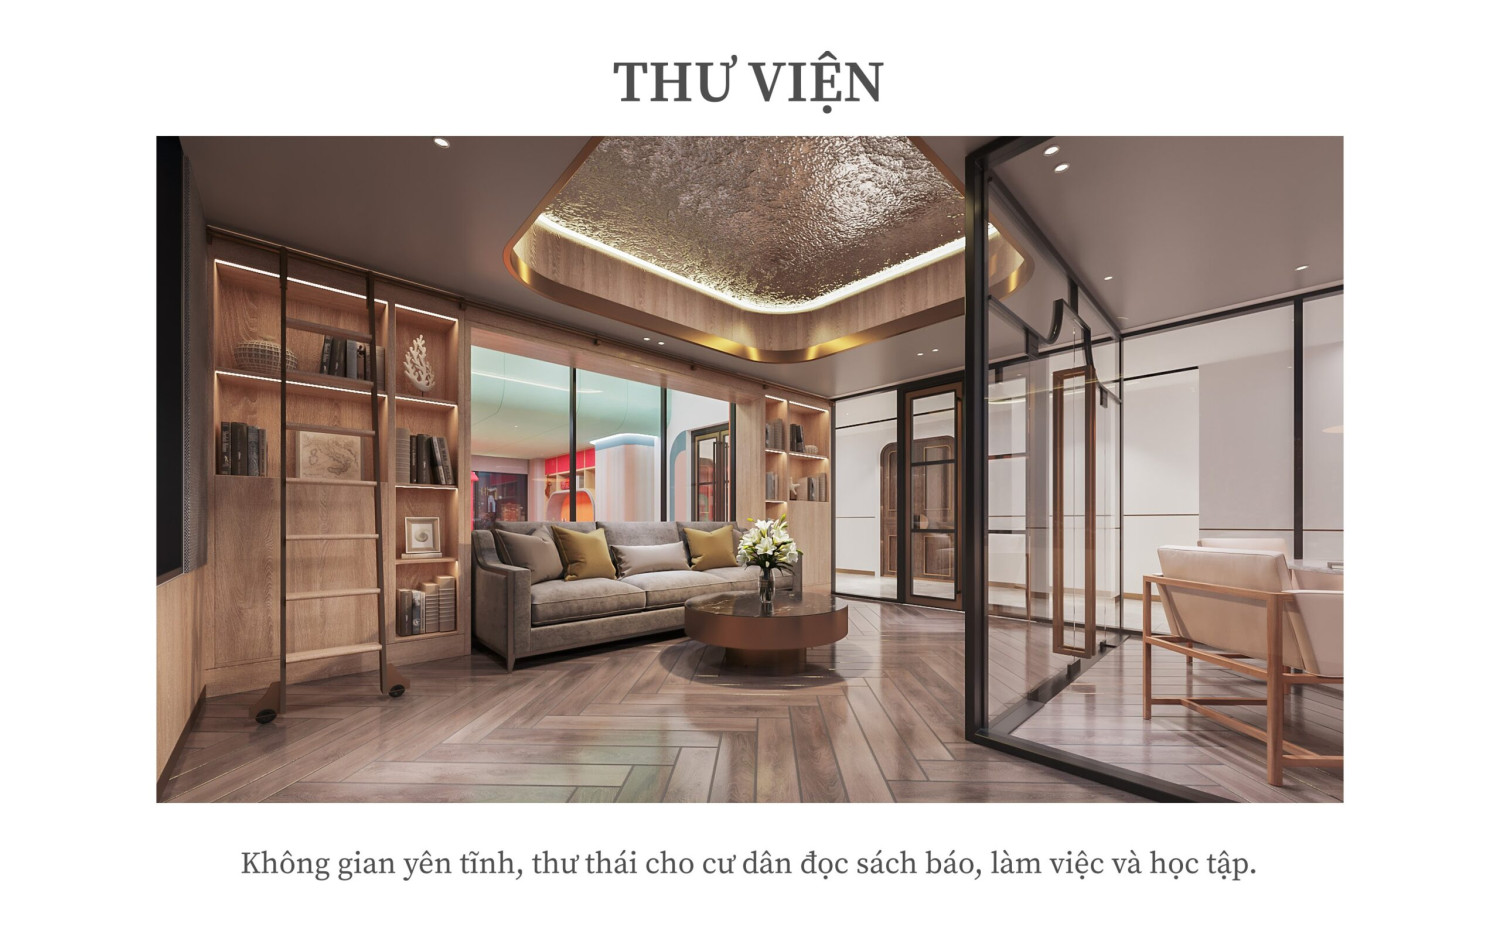 THƯ VIỆN
Không gian yên tĩnh, thư thái cho cư dân đọc sách báo, làm việc và học tập.